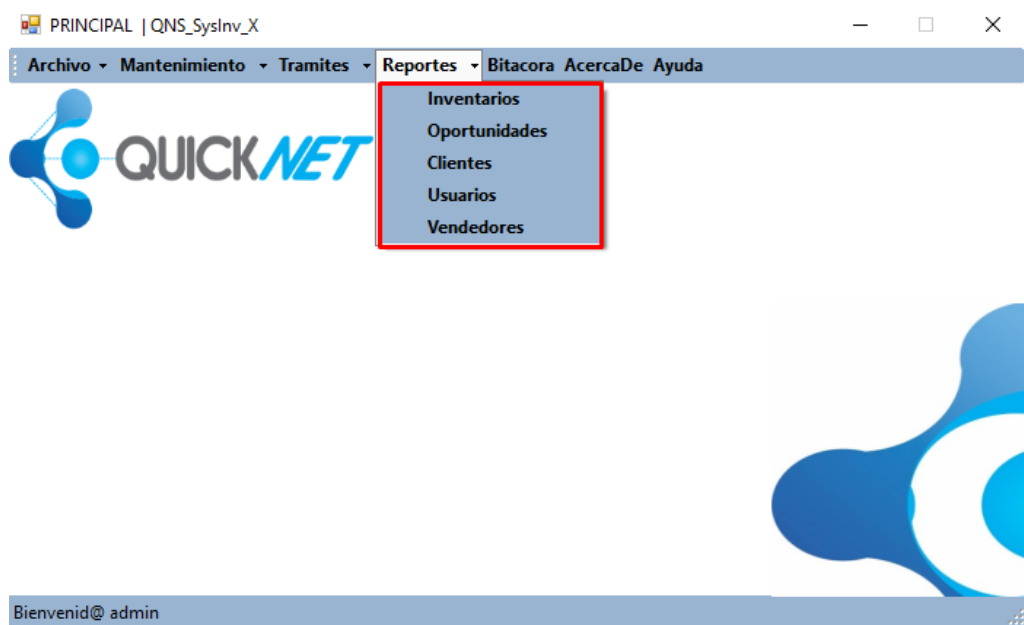 PRINCIPAL | QNS_SysInv_X
Archivo Mantenimiento Tramites Reportes Bitacora AcercaDe Ayuda
Inventarios
Oportunidades
Clientes
Usuarios
Vendedores
QUICKNET
Bienvenid@ admin